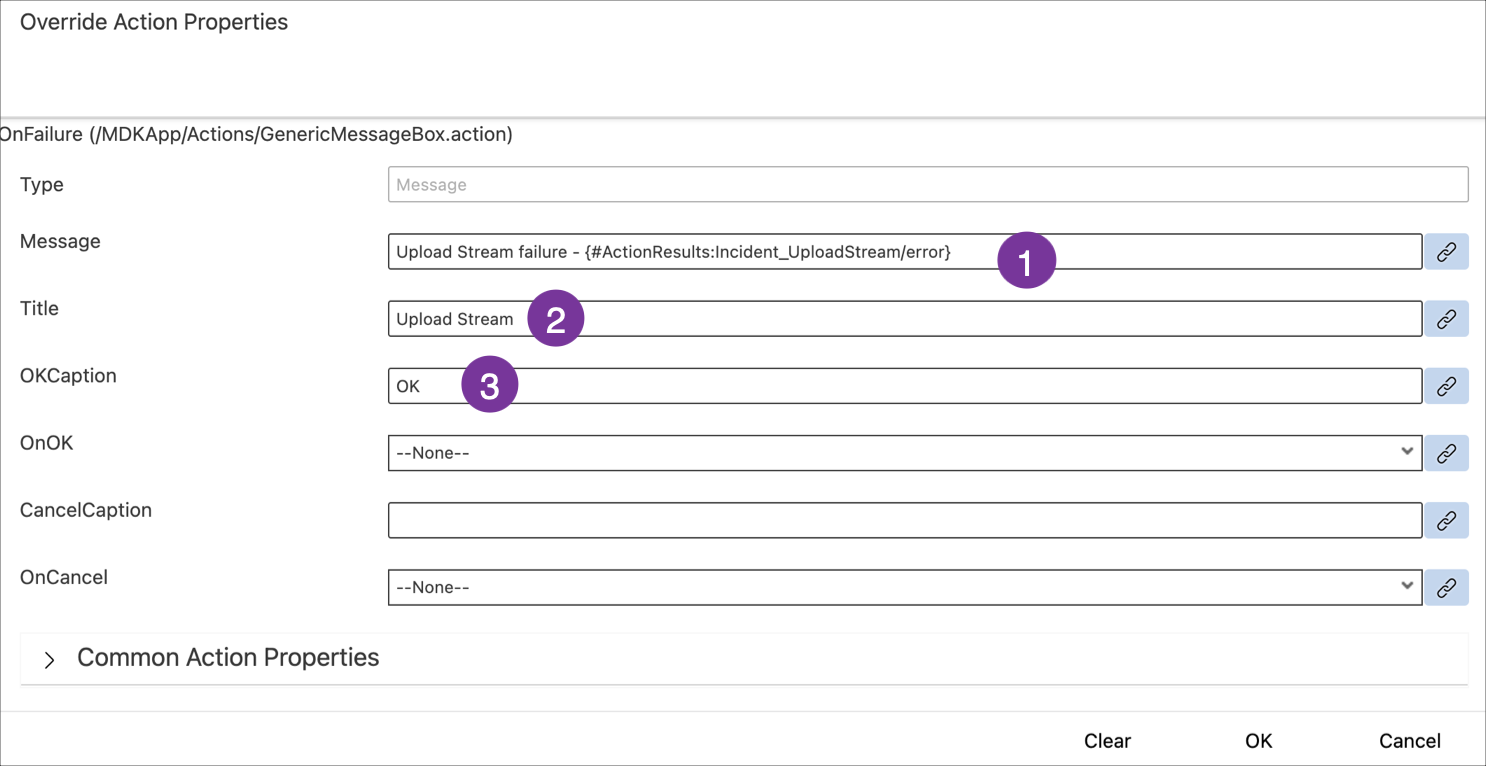 Override Action Properties
OnFailure (/MDKApp/Actions/GenericMessageBox.action)
Type
Message
Message
Upload Stream failure - {#ActionResults:Incident_UploadStream/error}
1
Title
Upload Stream
2
OKCaption
OK
3
OnOK
--None--
CancelCaption
OnCancel
--None--
Common Action Properties
Clear OK Cancel